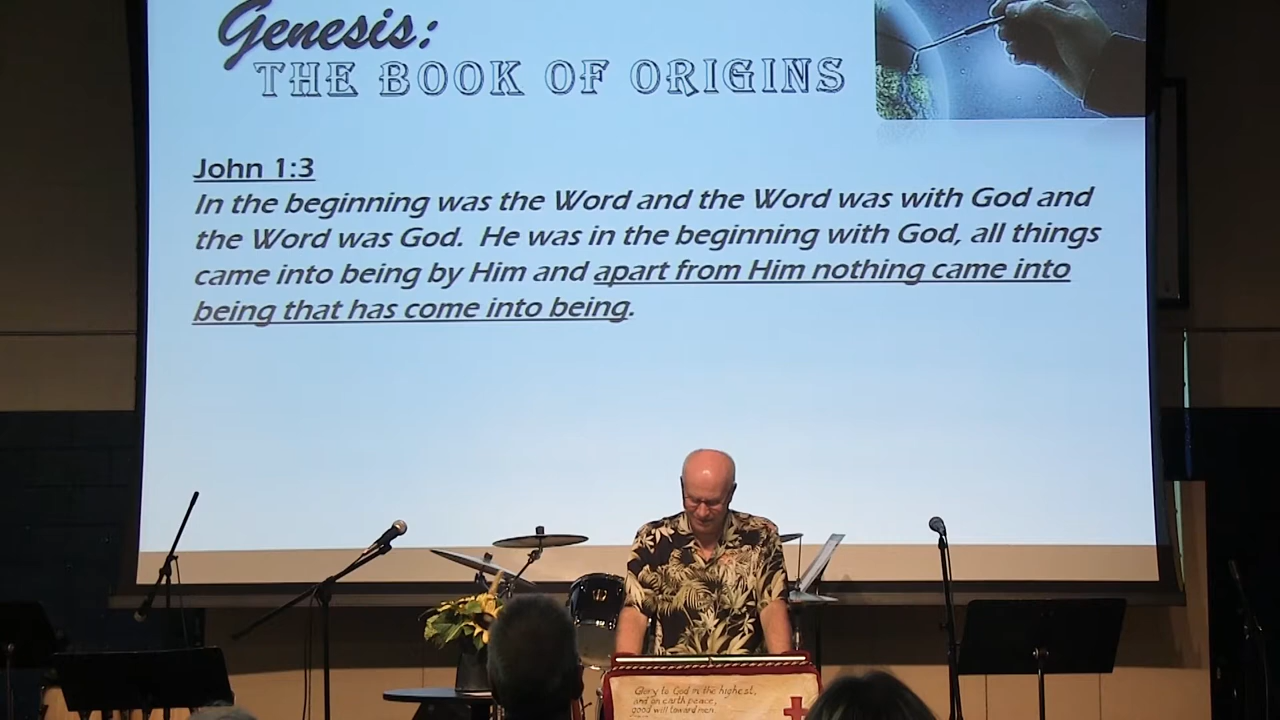 Genesis:
THE BOOK OF ORIGINS
John 1:3
In the beginning was the Word and the Word was with God and
the Word was God. He was in the beginning with God, all things
came into being by Him and apart from Him nothing came into
being that has come into being.
Glory to God in the highest,
and on earth peace,
good will toward men.